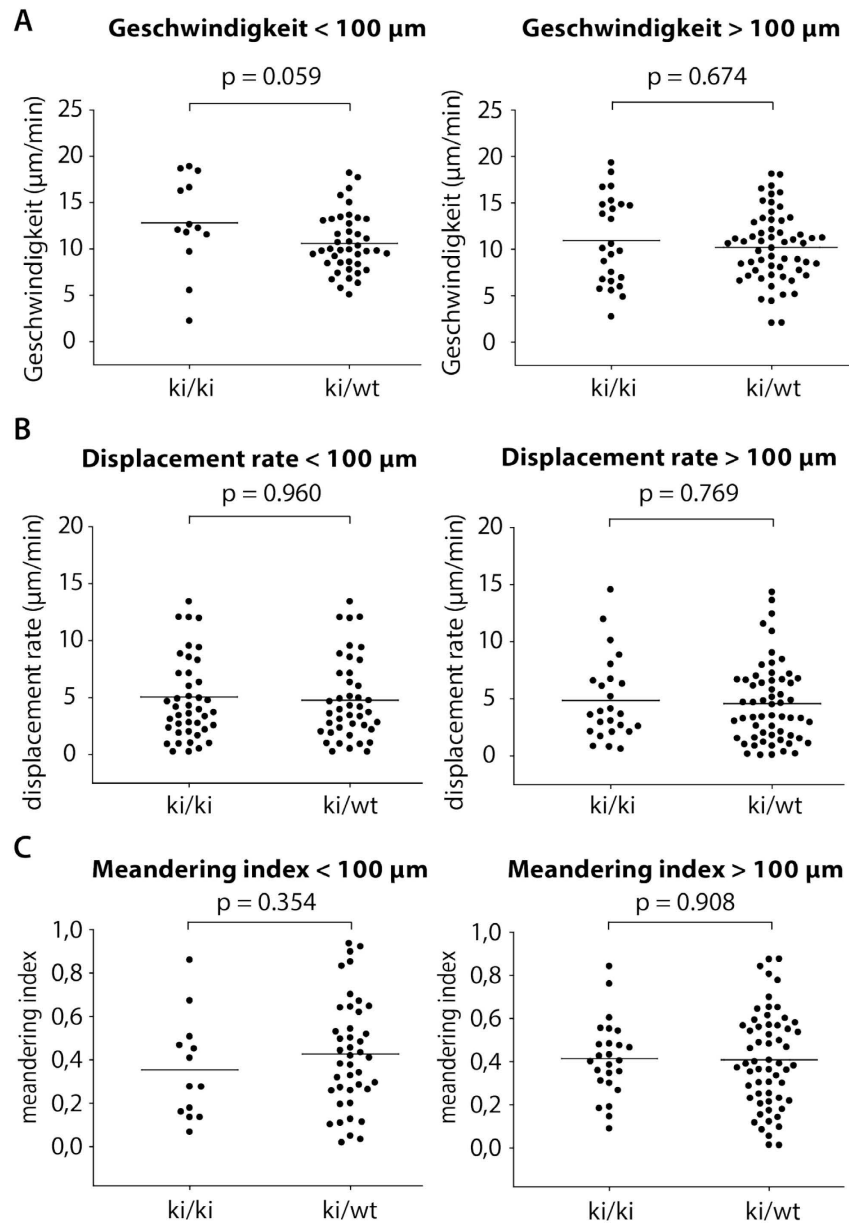 A
Geschwindigkeit < 100 µm
Geschwindigkeit > 100 µm
p = 0.059
p = 0.674
Geschwindigkeit (µm/min)
25
20
15
10
5
0
ki/ki
ki/wt
Geschwindigkeit (µm/min)
25
20
15
10
5
0
ki/ki
ki/wt
B
Displacement rate < 100 µm
Displacement rate > 100 µm
p = 0.960
p = 0.769
displacement rate (µm/min)
20
15
10
5
0
ki/ki
ki/wt
displacement rate (µm/min)
20
15
10
5
0
ki/ki
ki/wt
C
Meandering index < 100 µm
Meandering index > 100 µm
p = 0.354
p = 0.908
meandering index
1,0
0,8
0,6
0,4
0,2
0,0
ki/ki
ki/wt
meandering index
1,0
0,8
0,6
0,4
0,2
0,0
ki/ki
ki/wt